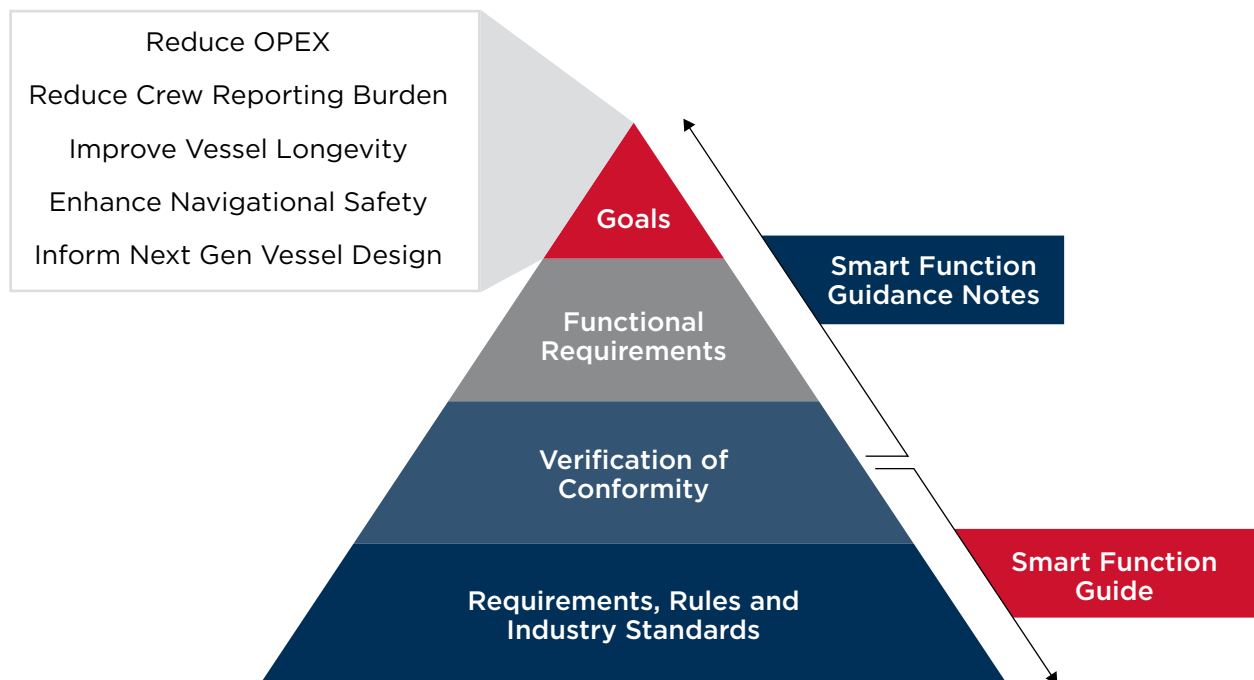 Reduce OPEX
Reduce Crew Reporting Burden
Improve Vessel Longevity
Enhance Navigational Safety
Inform Next Gen Vessel Design
Goals
Functional
Requirements
Verification of
Conformity
Requirements, Rules and
Industry Standards
Smart Function
Guidance Notes
Smart Function
Guide